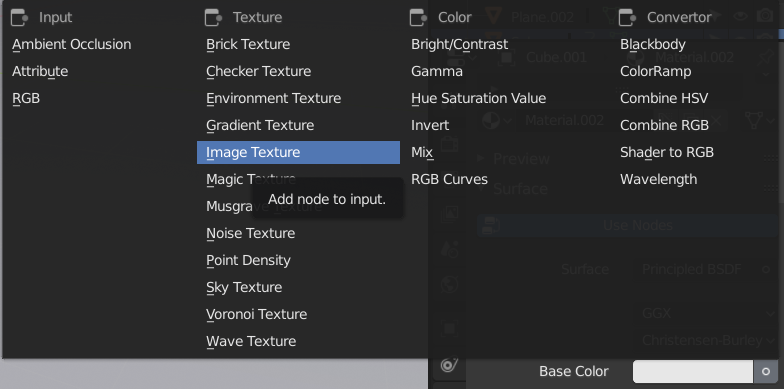 Input
Ambient Occlusion
Attribute
RGB
Texture
Brick Texture
Checker Texture
Environment Texture
Gradient Texture
Image Texture
Magic Texture
Musgrave Texture
Add node to input.
Noise Texture
Point Density
Sky Texture
Voronoi Texture
Wave Texture
Color
Bright/Contrast
Gamma
Hue Saturation Value
Invert
Mix
RGB Curves
Convertor
Blackbody
ColorRamp
Combine HSV
Combine RGB
Shader to RGB
Wavelength
Plane.002
Cube.001
Material.002
Material.002
Preview
Surface
Use Nodes
Surface
Principled BSDF
GGX
Christensen-Burley
Base Color